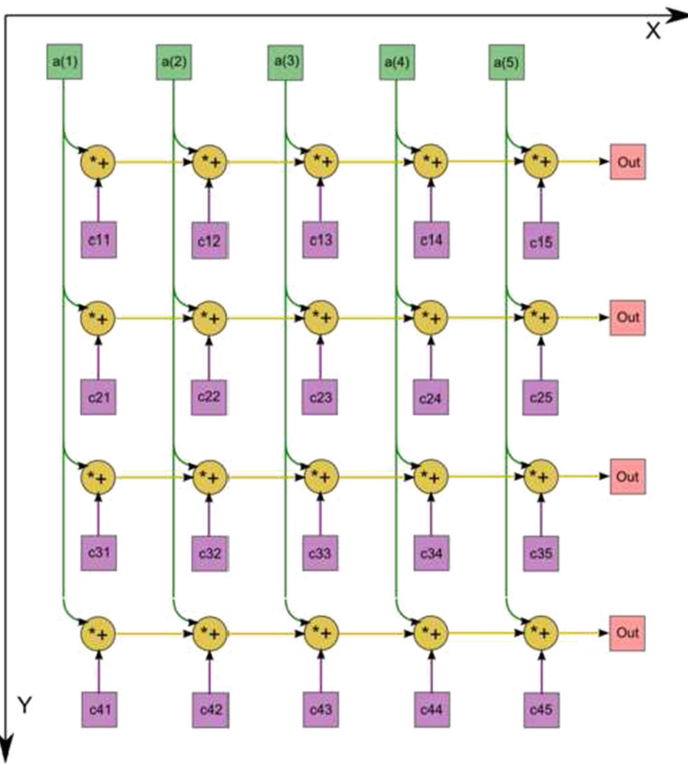 X
a(1) a(2) a(3) a(4) a(5)
*+ *+ *+ *+ *+ Out
c11 c12 c13 c14 c15
*+ *+ *+ *+ *+ Out
c21 c22 c23 c24 c25
*+ *+ *+ *+ *+ Out
c31 c32 c33 c34 c35
*+ *+ *+ *+ *+ Out
Y
c41 c42 c43 c44 c45